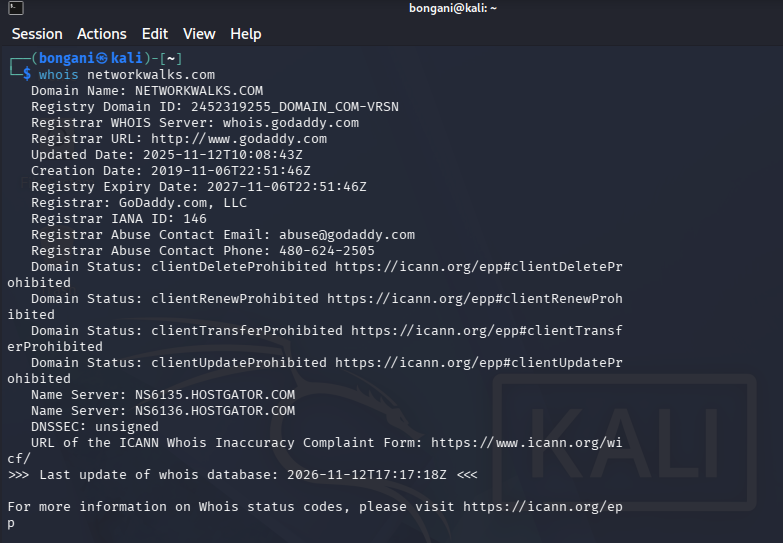 bongani@kali: ~
Session Actions Edit View Help
┌──(bongani㉿kali)-[~]
└─$ whois networkwalks.com
   Domain Name: NETWORKWALKS.COM
   Registry Domain ID: 2452319255_DOMAIN_COM-VRSN
   Registrar WHOIS Server: whois.godaddy.com
   Registrar URL: http://www.godaddy.com
   Updated Date: 2025-11-12T10:08:43Z
   Creation Date: 2019-11-06T22:51:46Z
   Registry Expiry Date: 2027-11-06T22:51:46Z
   Registrar: GoDaddy.com, LLC
   Registrar IANA ID: 146
   Registrar Abuse Contact Email: abuse@godaddy.com
   Registrar Abuse Contact Phone: 480-624-2505
   Domain Status: clientDeleteProhibited https://icann.org/epp#clientDeletePr
ohibited
   Domain Status: clientRenewProhibited https://icann.org/epp#clientRenewProh
ibited
   Domain Status: clientTransferProhibited https://icann.org/epp#clientTransf
erProhibited
   Domain Status: clientUpdateProhibited https://icann.org/epp#clientUpdatePr
ohibited
   Name Server: NS6135.HOSTGATOR.COM
   Name Server: NS6136.HOSTGATOR.COM
   DNSSEC: unsigned
   URL of the ICANN Whois Inaccuracy Complaint Form: https://www.icann.org/wi
cf/
>>> Last update of whois database: 2026-11-12T17:17:18Z <<<

For more information on Whois status codes, please visit https://icann.org/ep
p
KALI